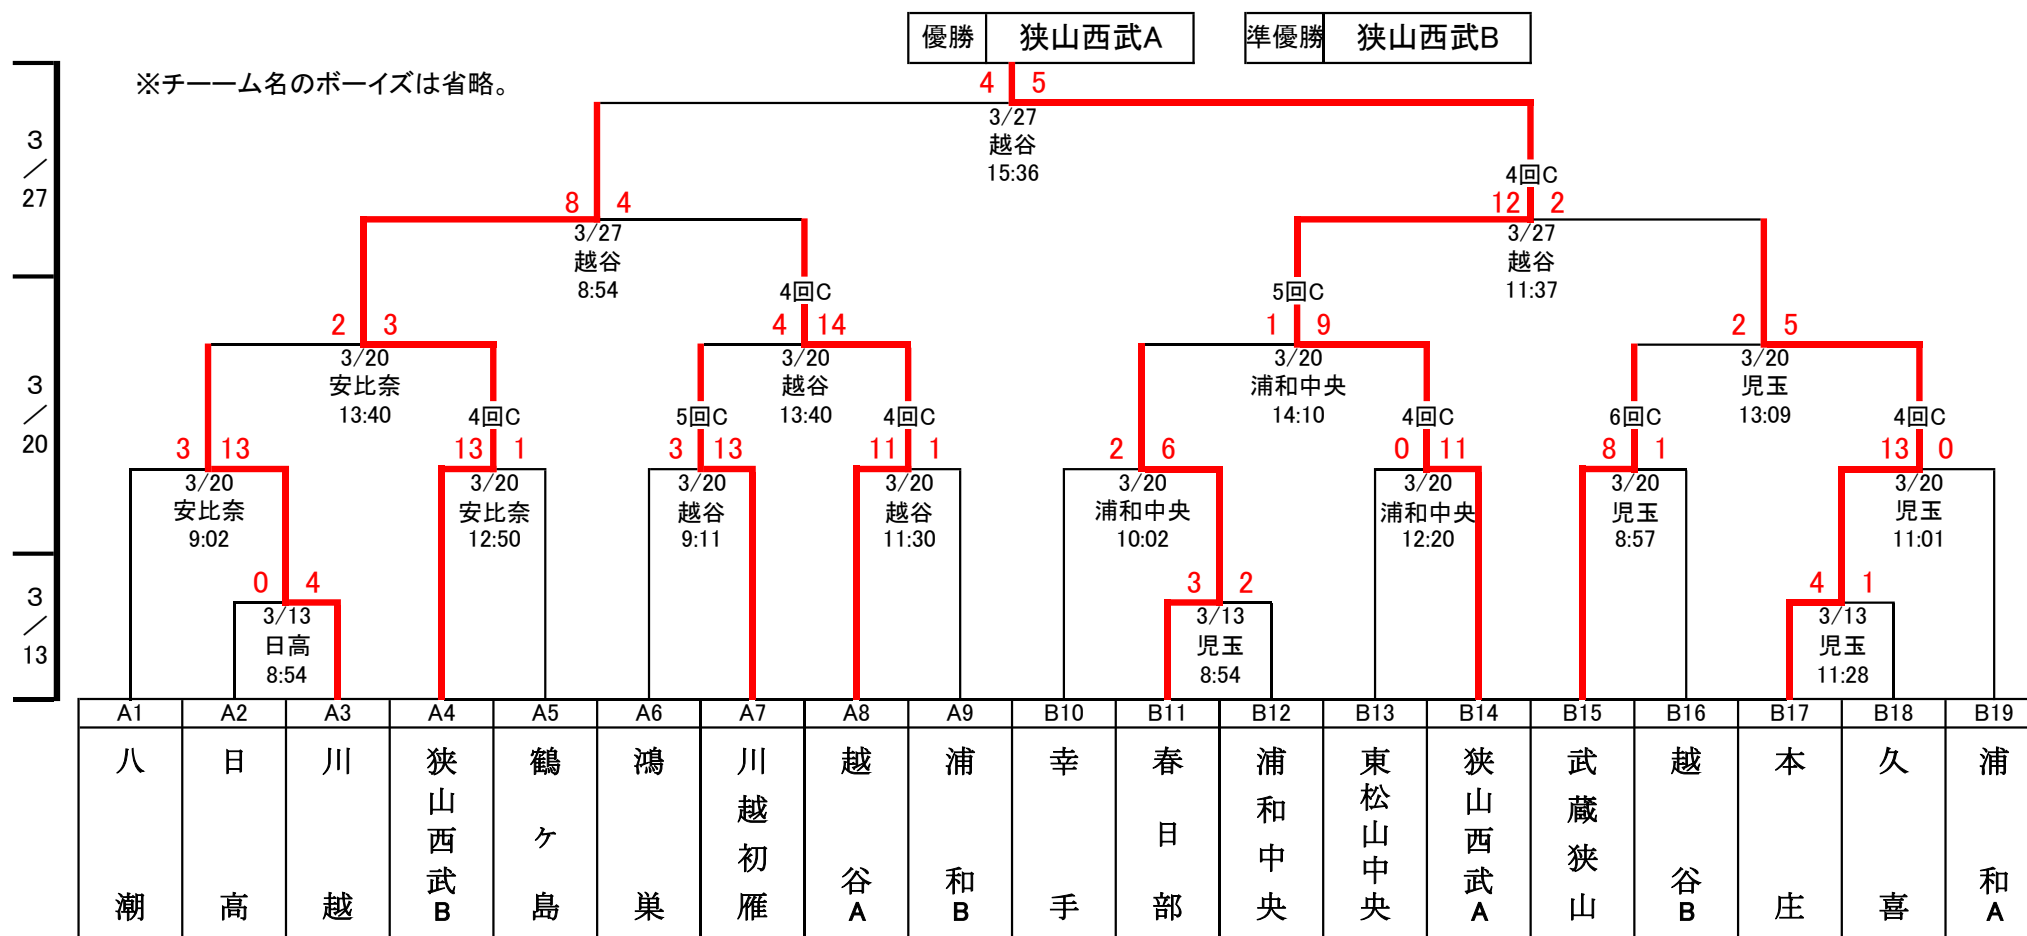 優勝 狭山西武A 準優勝 狭山西武B
※チーーム名のボーイズは省略。
4 5
3/27
越谷
15:36
3/27
4回C
8 4
12 2
3/27
越谷
8:54
3/27
越谷
11:37
4回C
5回C
2 3
4 14
1 9
2 5
3/20
安比奈
13:40
3/20
越谷
13:40
3/20
浦和中央
14:10
3/20
児玉
13:09
3/20
4回C
5回C
4回C
4回C
6回C
4回C
3 13
13 1
3 13
11 1
2 6
0 11
8 1
13 0
3/20
安比奈
9:02
3/20
安比奈
12:50
3/20
越谷
9:11
3/20
越谷
11:30
3/20
浦和中央
10:02
3/20
浦和中央
12:20
3/20
児玉
8:57
3/20
児玉
11:01
3/13
0 4
3 2
4 1
3/13
日高
8:54
3/13
児玉
8:54
3/13
児玉
11:28
A1 A2 A3 A4 A5 A6 A7 A8 A9 B10 B11 B12 B13 B14 B15 B16 B17 B18 B19
八潮
日高
川越
狭山西武B
鶴ケ島
鴻巣
川越初雁
越谷A
浦和B
幸手
春日部
浦和中央
東松山中央
狭山西武A
武蔵狭山
越谷B
本庄
久喜
浦和A